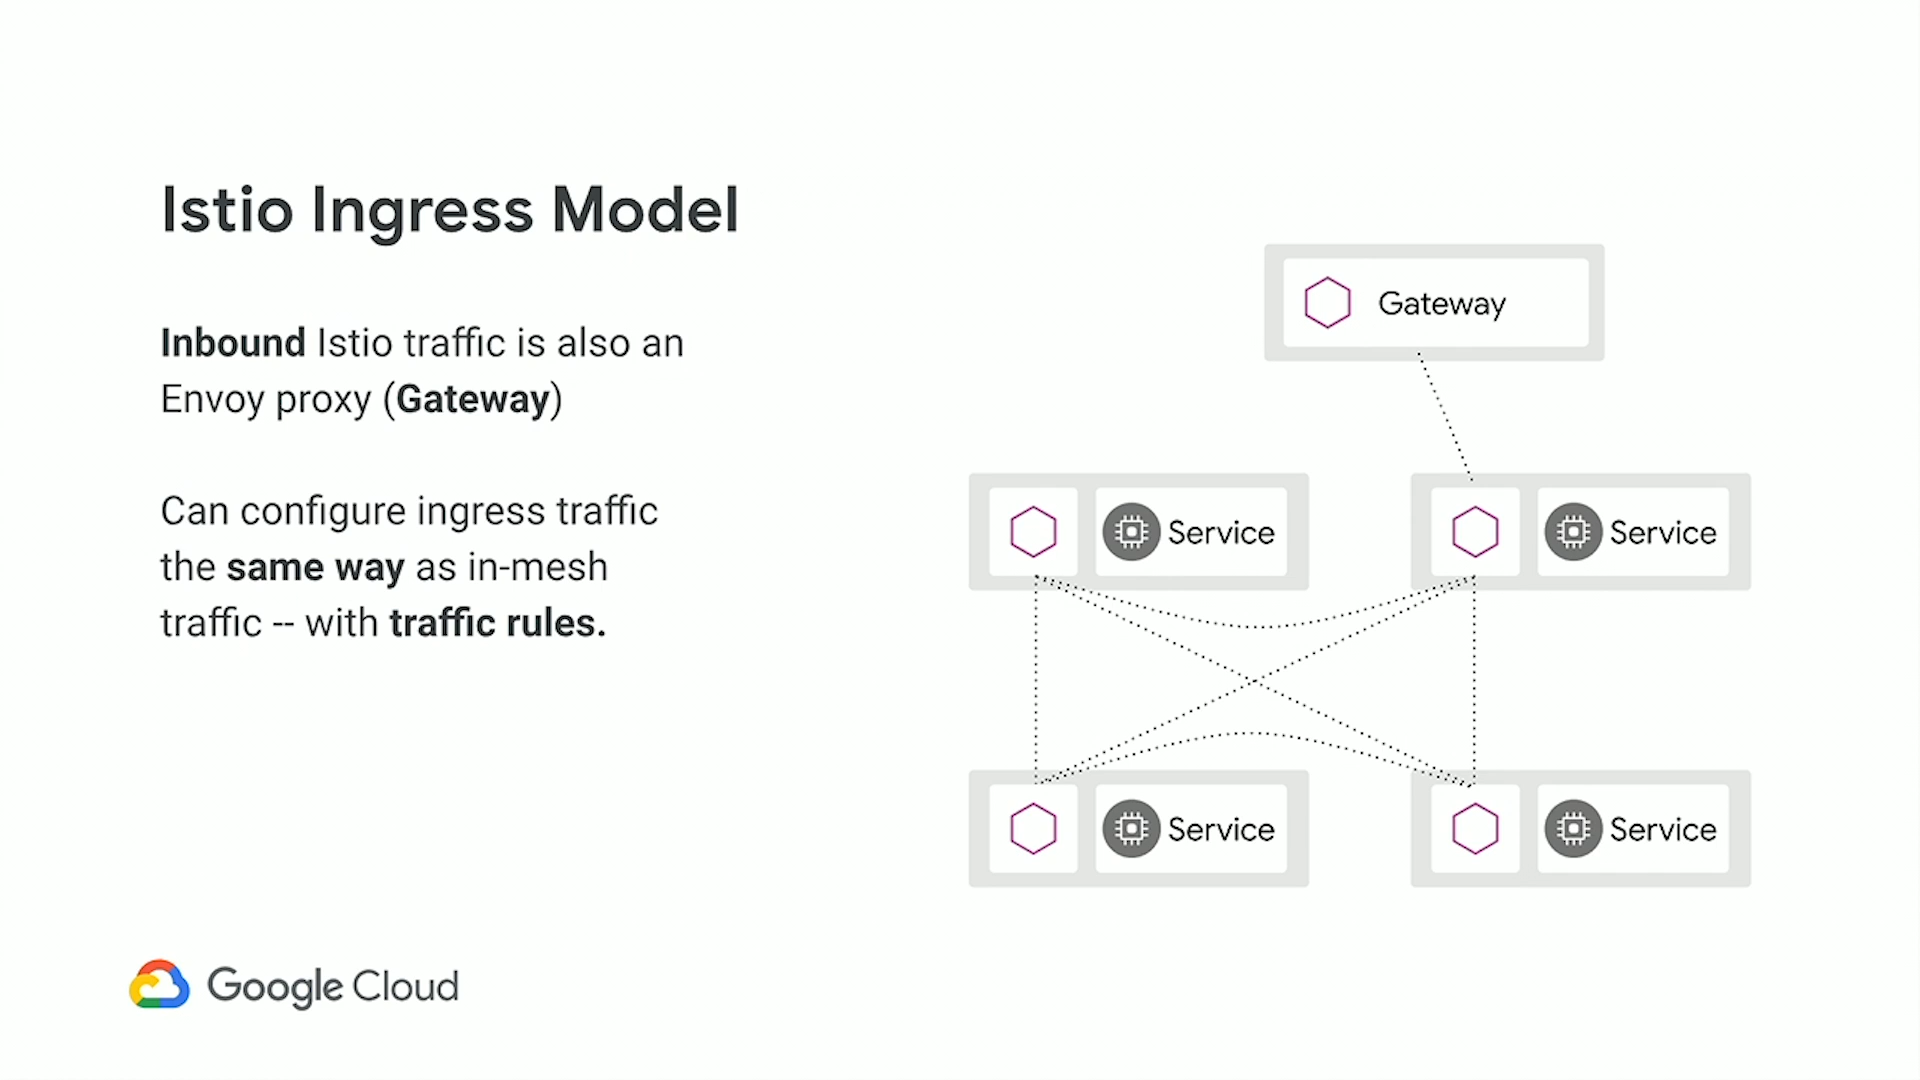 Istio Ingress Model
Inbound Istio traffic is also an
Envoy proxy (Gateway)
Can configure ingress traffic
the same way as in-mesh
traffic -- with traffic rules.
Gateway
Service
Service
Service
Service
Google Cloud